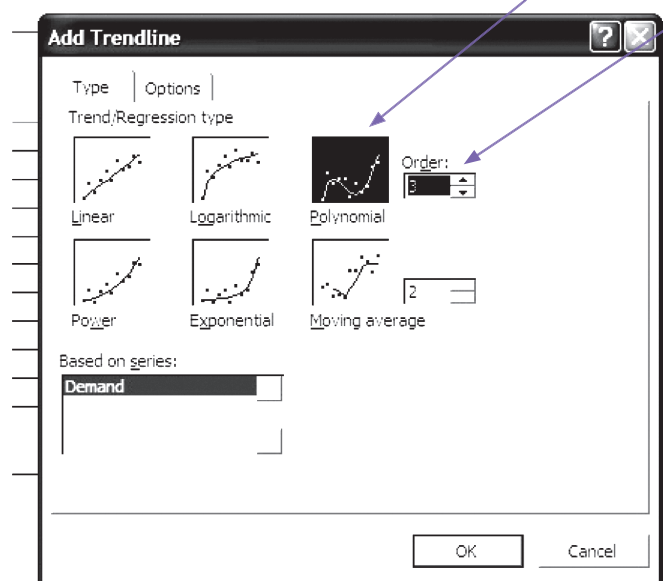 Add Trendline
?
Type Options
Trend/Regression type
Order:
3
Linear Logarithmic Polynomial
2
Power Exponential Moving average
Based on series:
Demand
OK Cancel